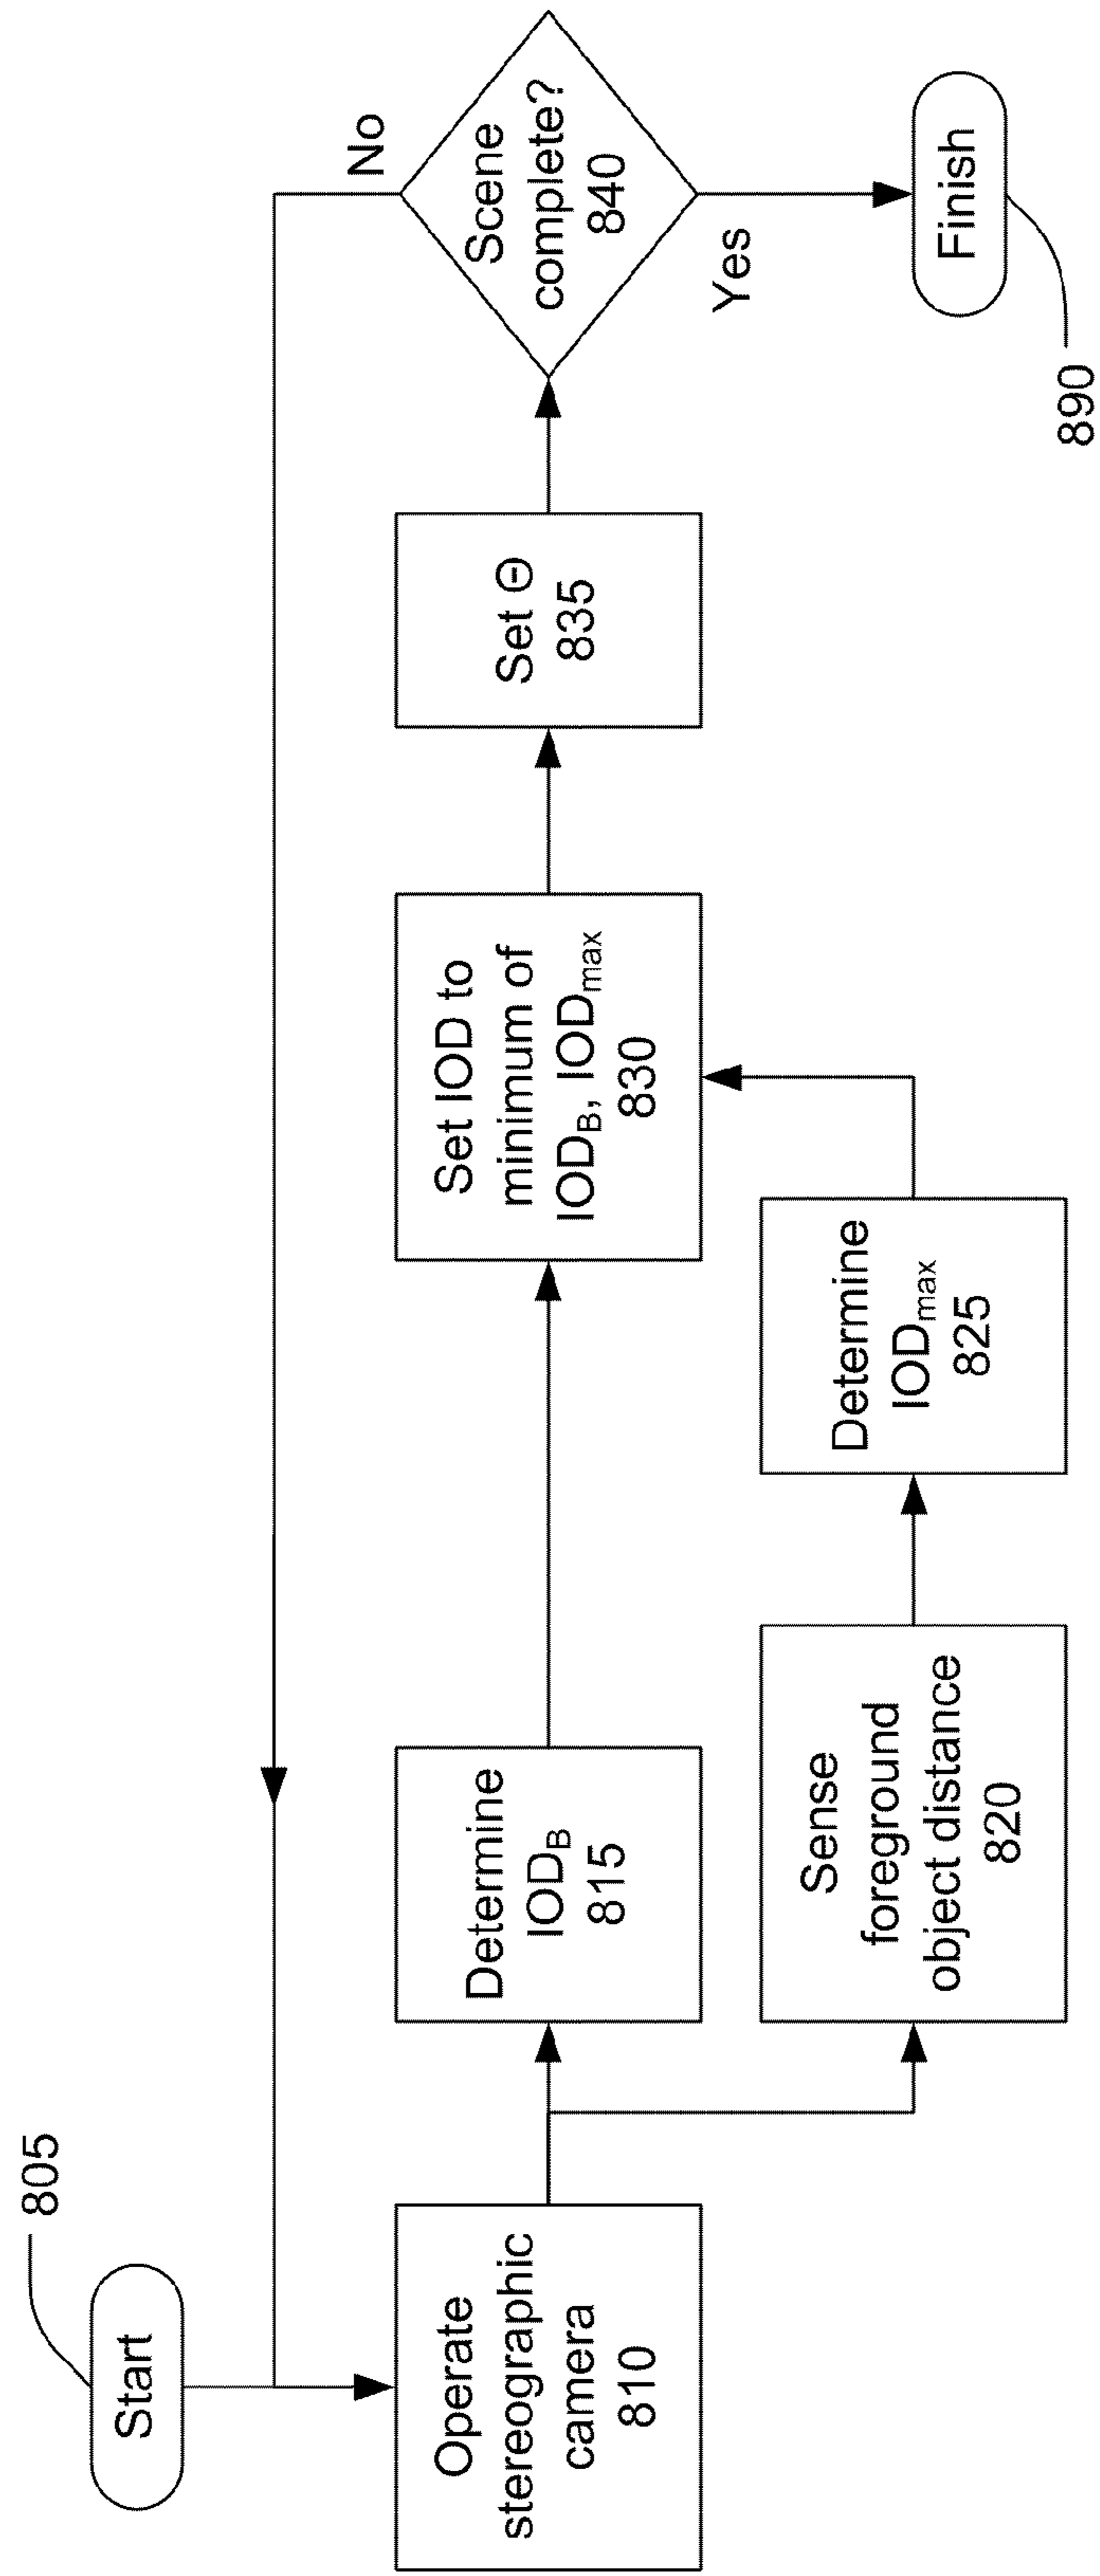 805
Start
Operate
stereographic
camera
810
Determine
IOD_B
815
Sense
foreground
object distance
820
Determine
IOD_max
825
Set IOD to
minimum of
IOD_B, IOD_max
830
Set Θ
835
Scene
complete?
840
No
Yes
Finish
890